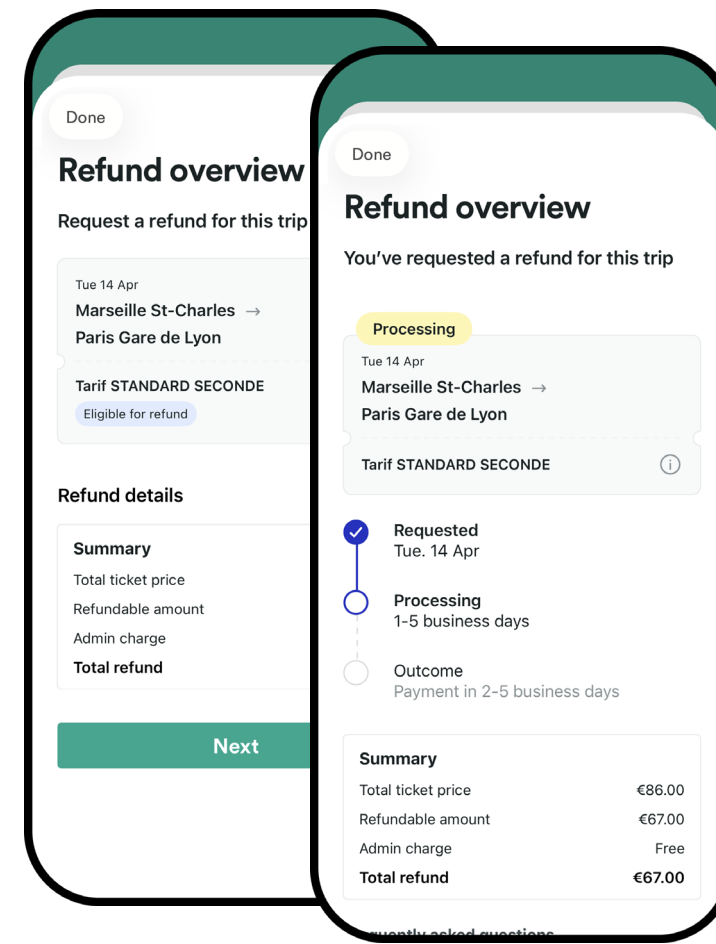 Done
Refund overview
Request a refund for this trip
Tue 14 Apr
Marseille St-Charles →
Paris Gare de Lyon
Tarif STANDARD SECONDE
Eligible for refund
Refund details
Summary
Total ticket price
Refundable amount
Admin charge
Total refund
Next
Done
Refund overview
You’ve requested a refund for this trip
Processing
Tue 14 Apr
Marseille St-Charles →
Paris Gare de Lyon
Tarif STANDARD SECONDE
Requested
Tue. 14 Apr
Processing
1-5 business days
Outcome
Payment in 2-5 business days
Summary
Total ticket price €86.00
Refundable amount €67.00
Admin charge Free
Total refund €67.00
asked questions